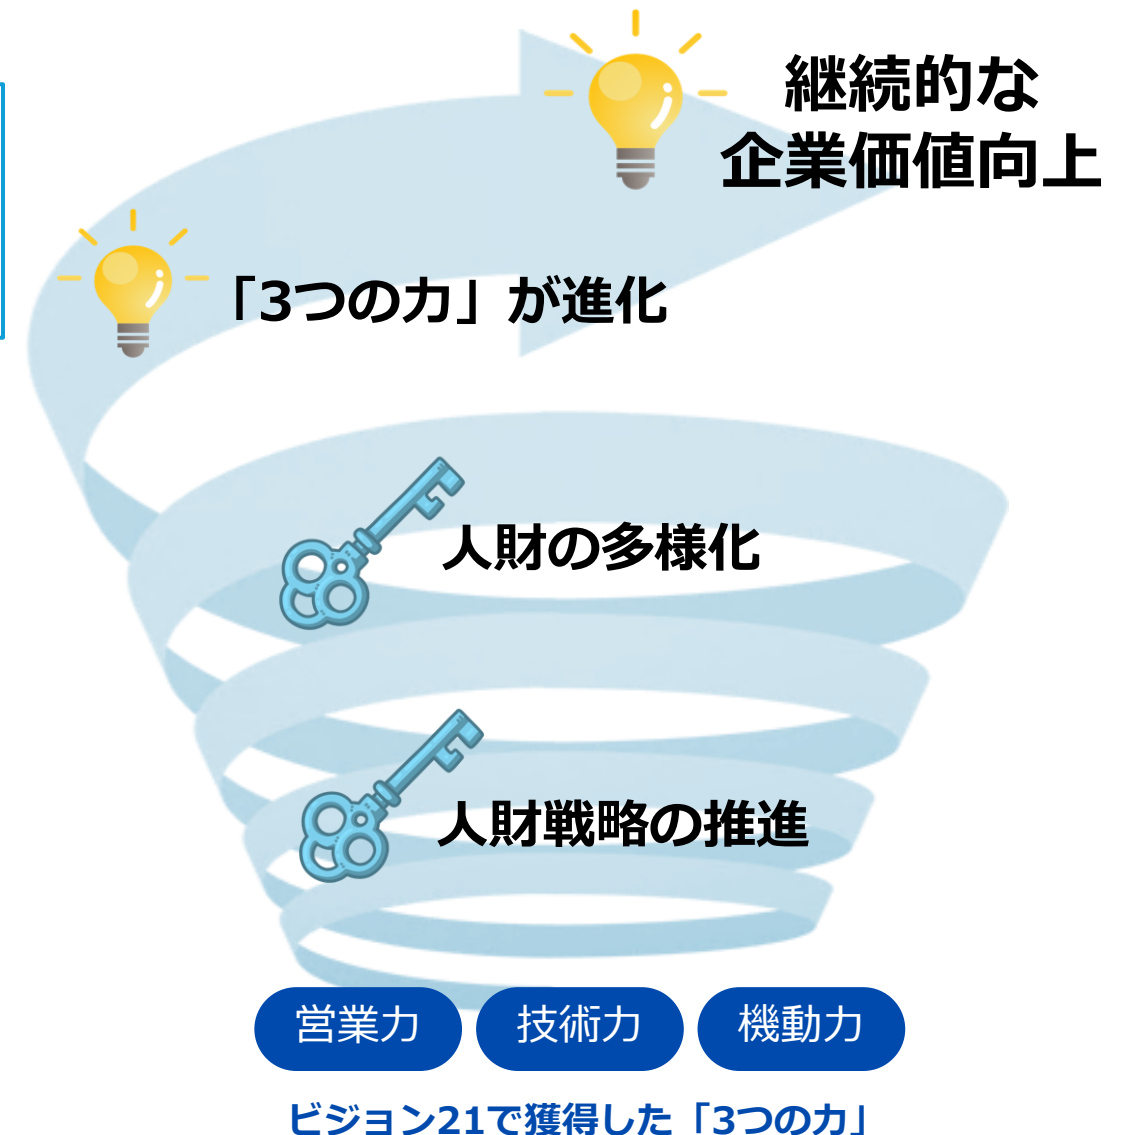 継続的な
企業価値向上
「3つの力」が進化
人財の多様化
人財戦略の推進
営業力 技術力 機動力
ビジョン21で獲得した「3つの力」